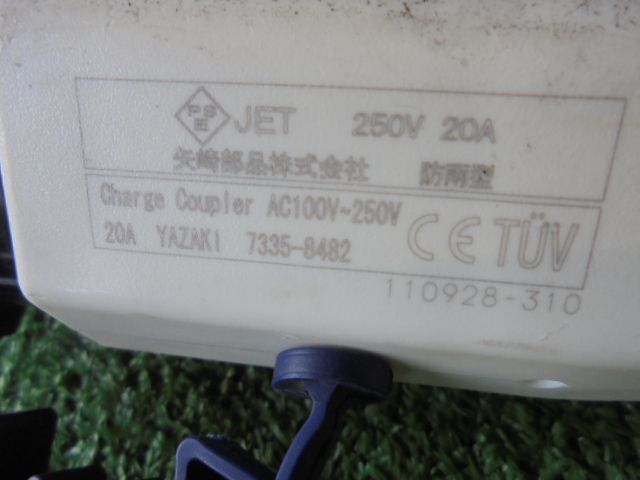 PSE JET 250V 20A
矢崎部品株式会社 防雨型
Charge Coupler AC100V~250V
20A YAZAKI 7335-8482 CE TÜV
110928-310